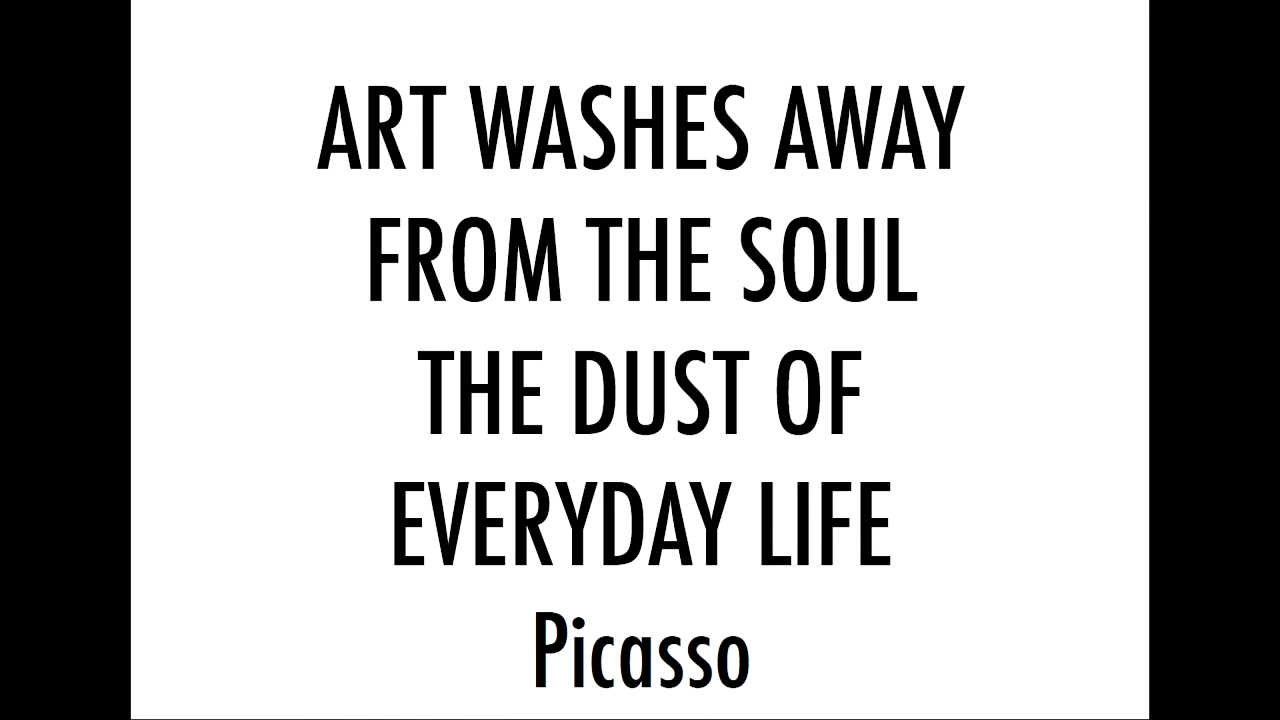 ART WASHES AWAY
FROM THE SOUL
THE DUST OF
EVERYDAY LIFE
Picasso